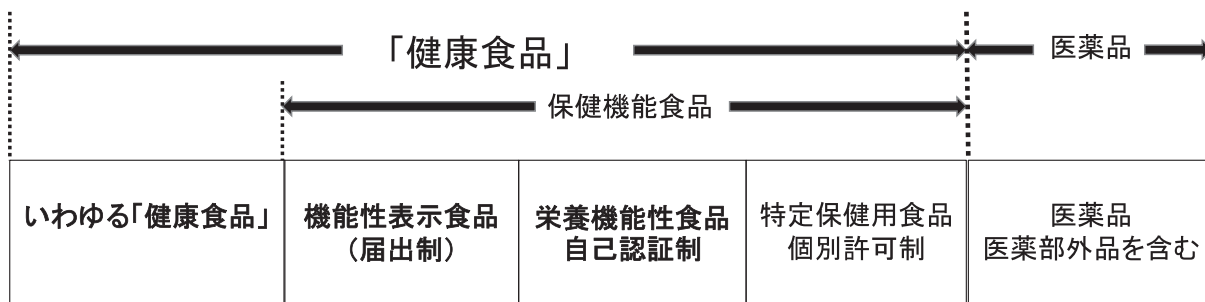 「健康食品」
医薬品
保健機能食品
いわゆる「健康食品」
機能性表示食品
（届出制）
栄養機能性食品
自己認証制
特定保健用食品
個別許可制
医薬品
医薬部外品を含む